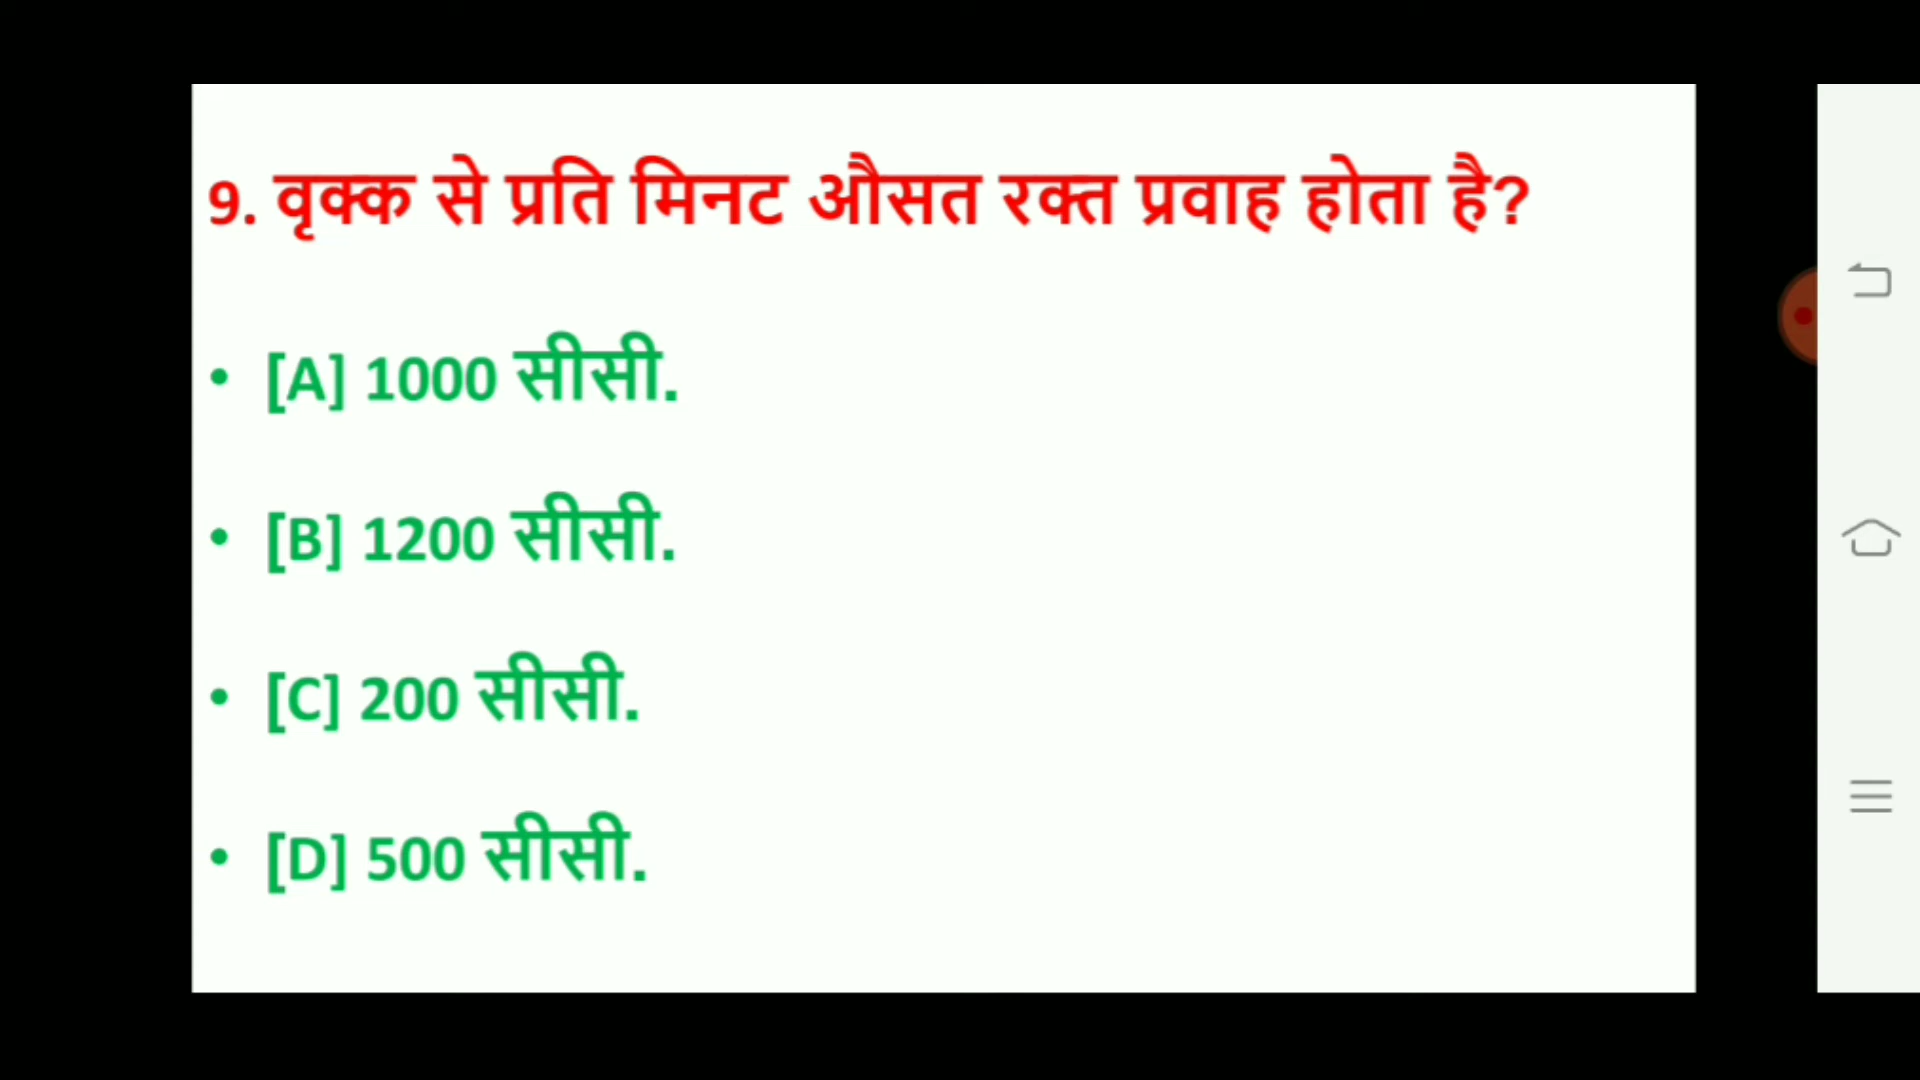 9. वृक्क से प्रति मिनट औसत रक्त प्रवाह होता है?
• [A] 1000 सीसी.
• [B] 1200 सीसी.
• [C] 200 सीसी.
• [D] 500 सीसी.